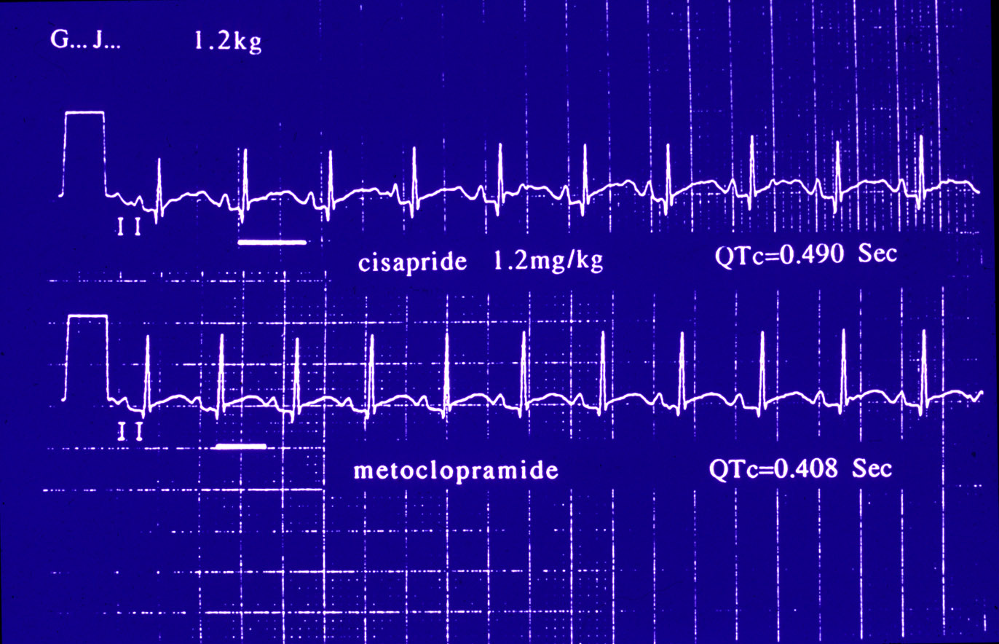 G... J... 1.2kg
II
cisapride 1.2mg/kg QTc=0.490 Sec
II
metoclopramide QTc=0.408 Sec